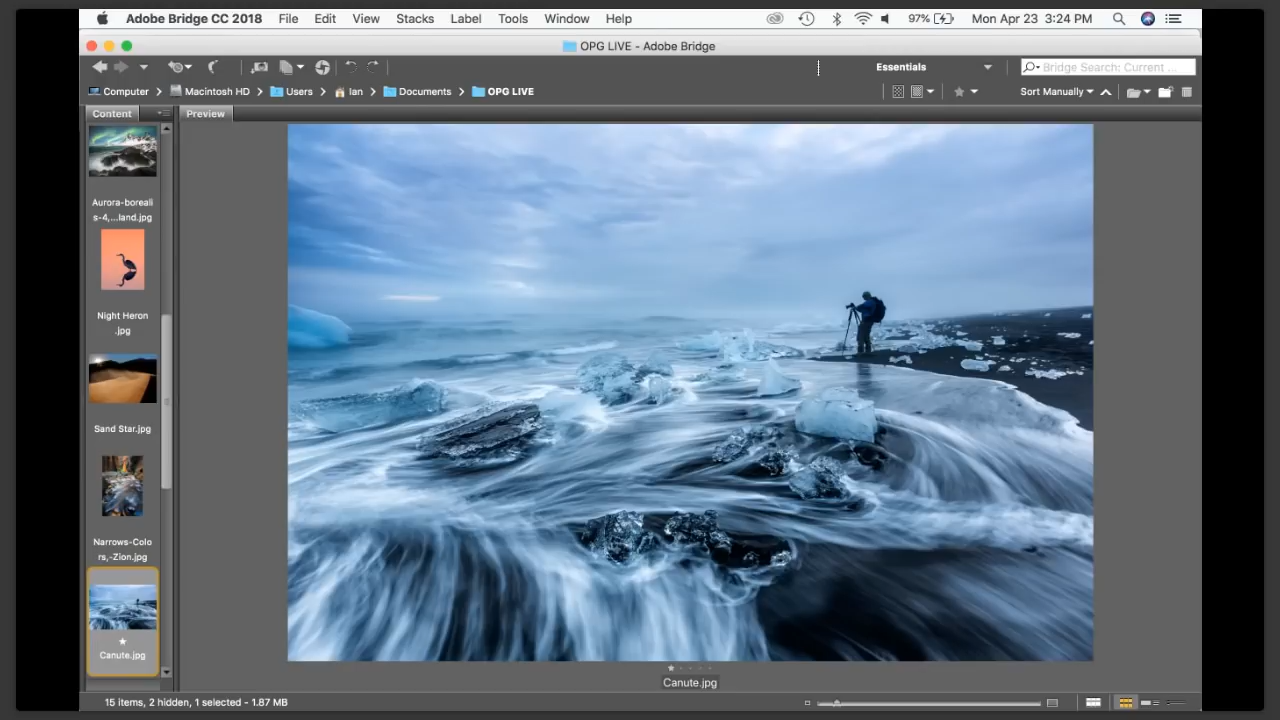 Adobe Bridge CC 2018 File Edit View Stacks Label Tools Window Help 97% Mon Apr 23 3:24 PM
OPG LIVE - Adobe Bridge
Essentials Bridge Search: Current ...
Computer Macintosh HD Users Ian Documents OPG LIVE Sort Manually
Content Preview
Aurora-boreali
s-4,...land.jpg
Night Heron
.jpg
Sand Star.jpg
Narrows-Colo
rs,-Zion.jpg
Canute.jpg
Canute.jpg
15 items, 2 hidden, 1 selected - 1.87 MB